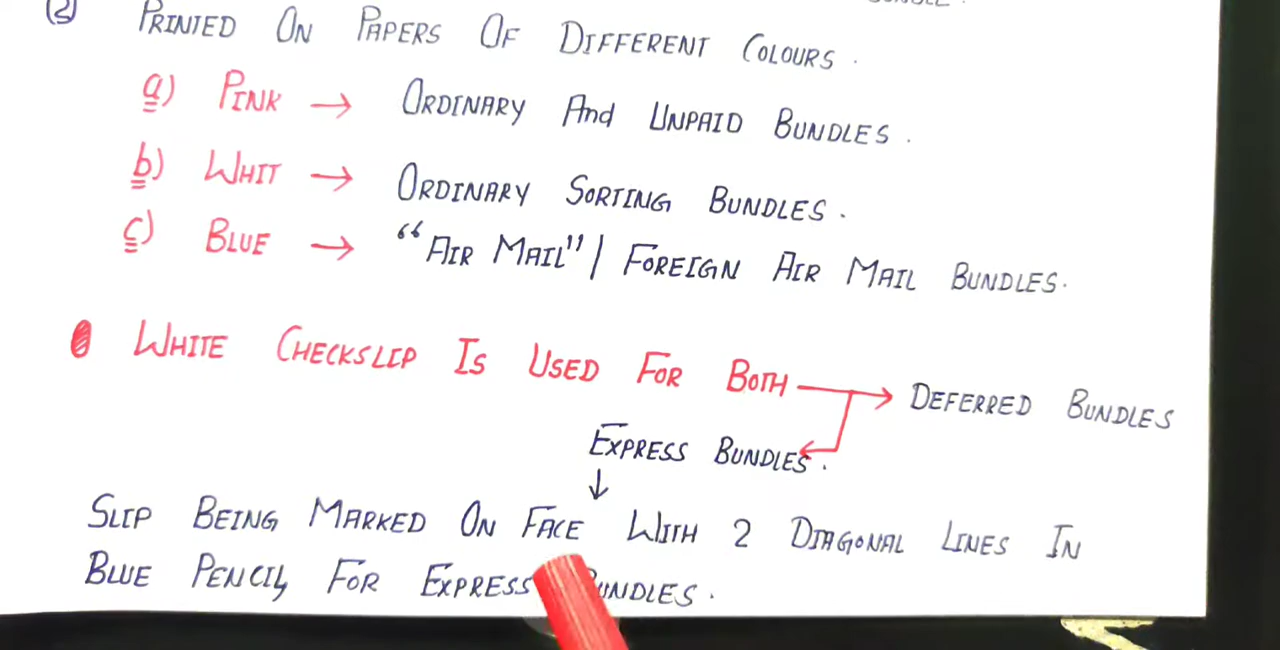 (2) PRINTED ON PAPERS OF DIFFERENT COLOURS.
a) PINK → ORDINARY And UNPAID BUNDLES.
b) WHIT → ORDINARY SORTING BUNDLES.
c) BLUE → "AIR MAIL" / FOREIGN AIR MAIL BUNDLES.
WHITE CHECKSLIP IS USED FOR BOTH → DEFERRED BUNDLES
EXPRESS BUNDLES.
↓
SLIP BEING MARKED ON FACE WITH 2 DIAGONAL LINES IN
BLUE PENCIL, FOR EXPRESS BUNDLES.